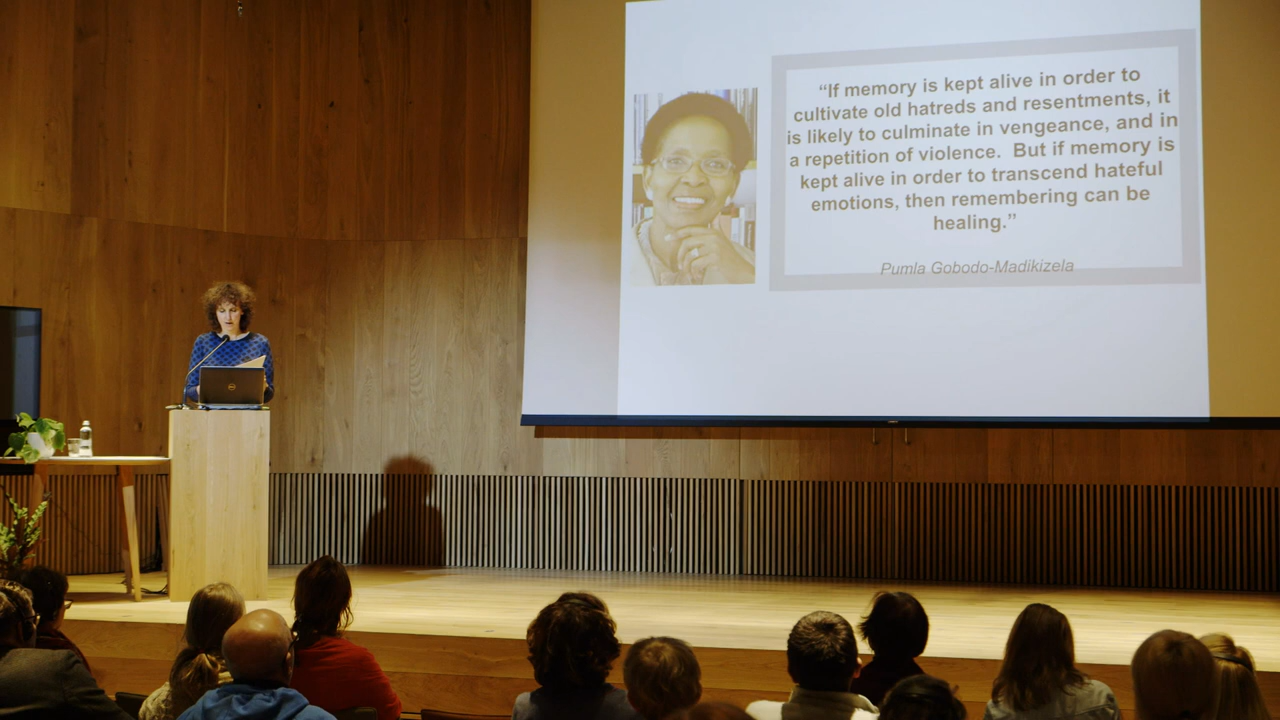 “If memory is kept alive in order to
cultivate old hatreds and resentments, it
is likely to culminate in vengeance, and in
a repetition of violence.  But if memory is
kept alive in order to transcend hateful
emotions, then remembering can be
healing.”
Pumla Gobodo-Madikizela
DELL